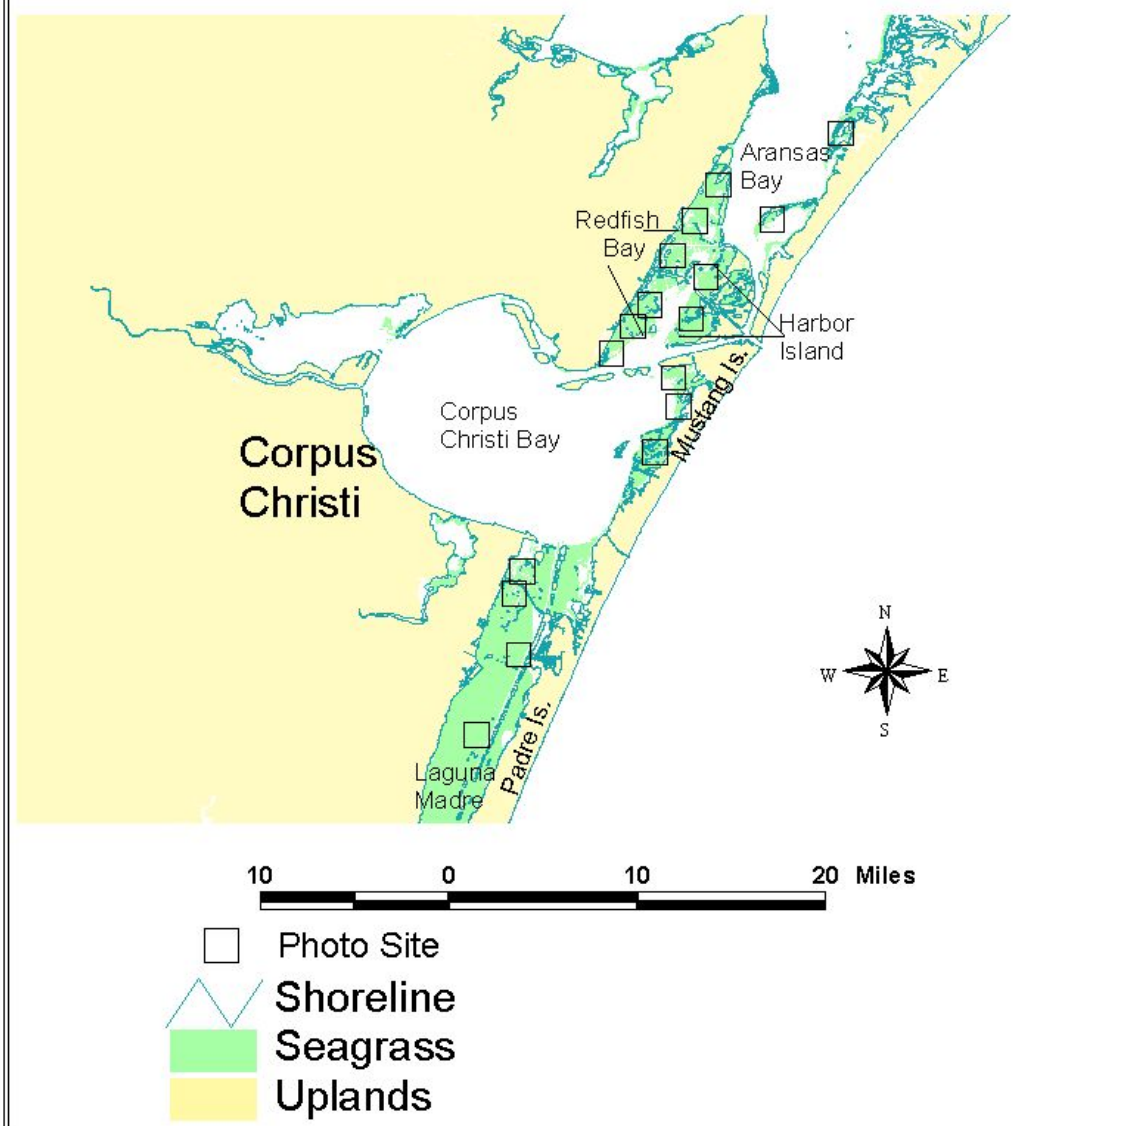 Aransas
Bay
Redfish
Bay
Harbor
Island
Mustang Is.
Corpus
Christi Bay
Corpus
Christi
N
W E
S
Padre Is.
Laguna
Madre
10 0 10 20 Miles
Photo Site
Shoreline
Seagrass
Uplands